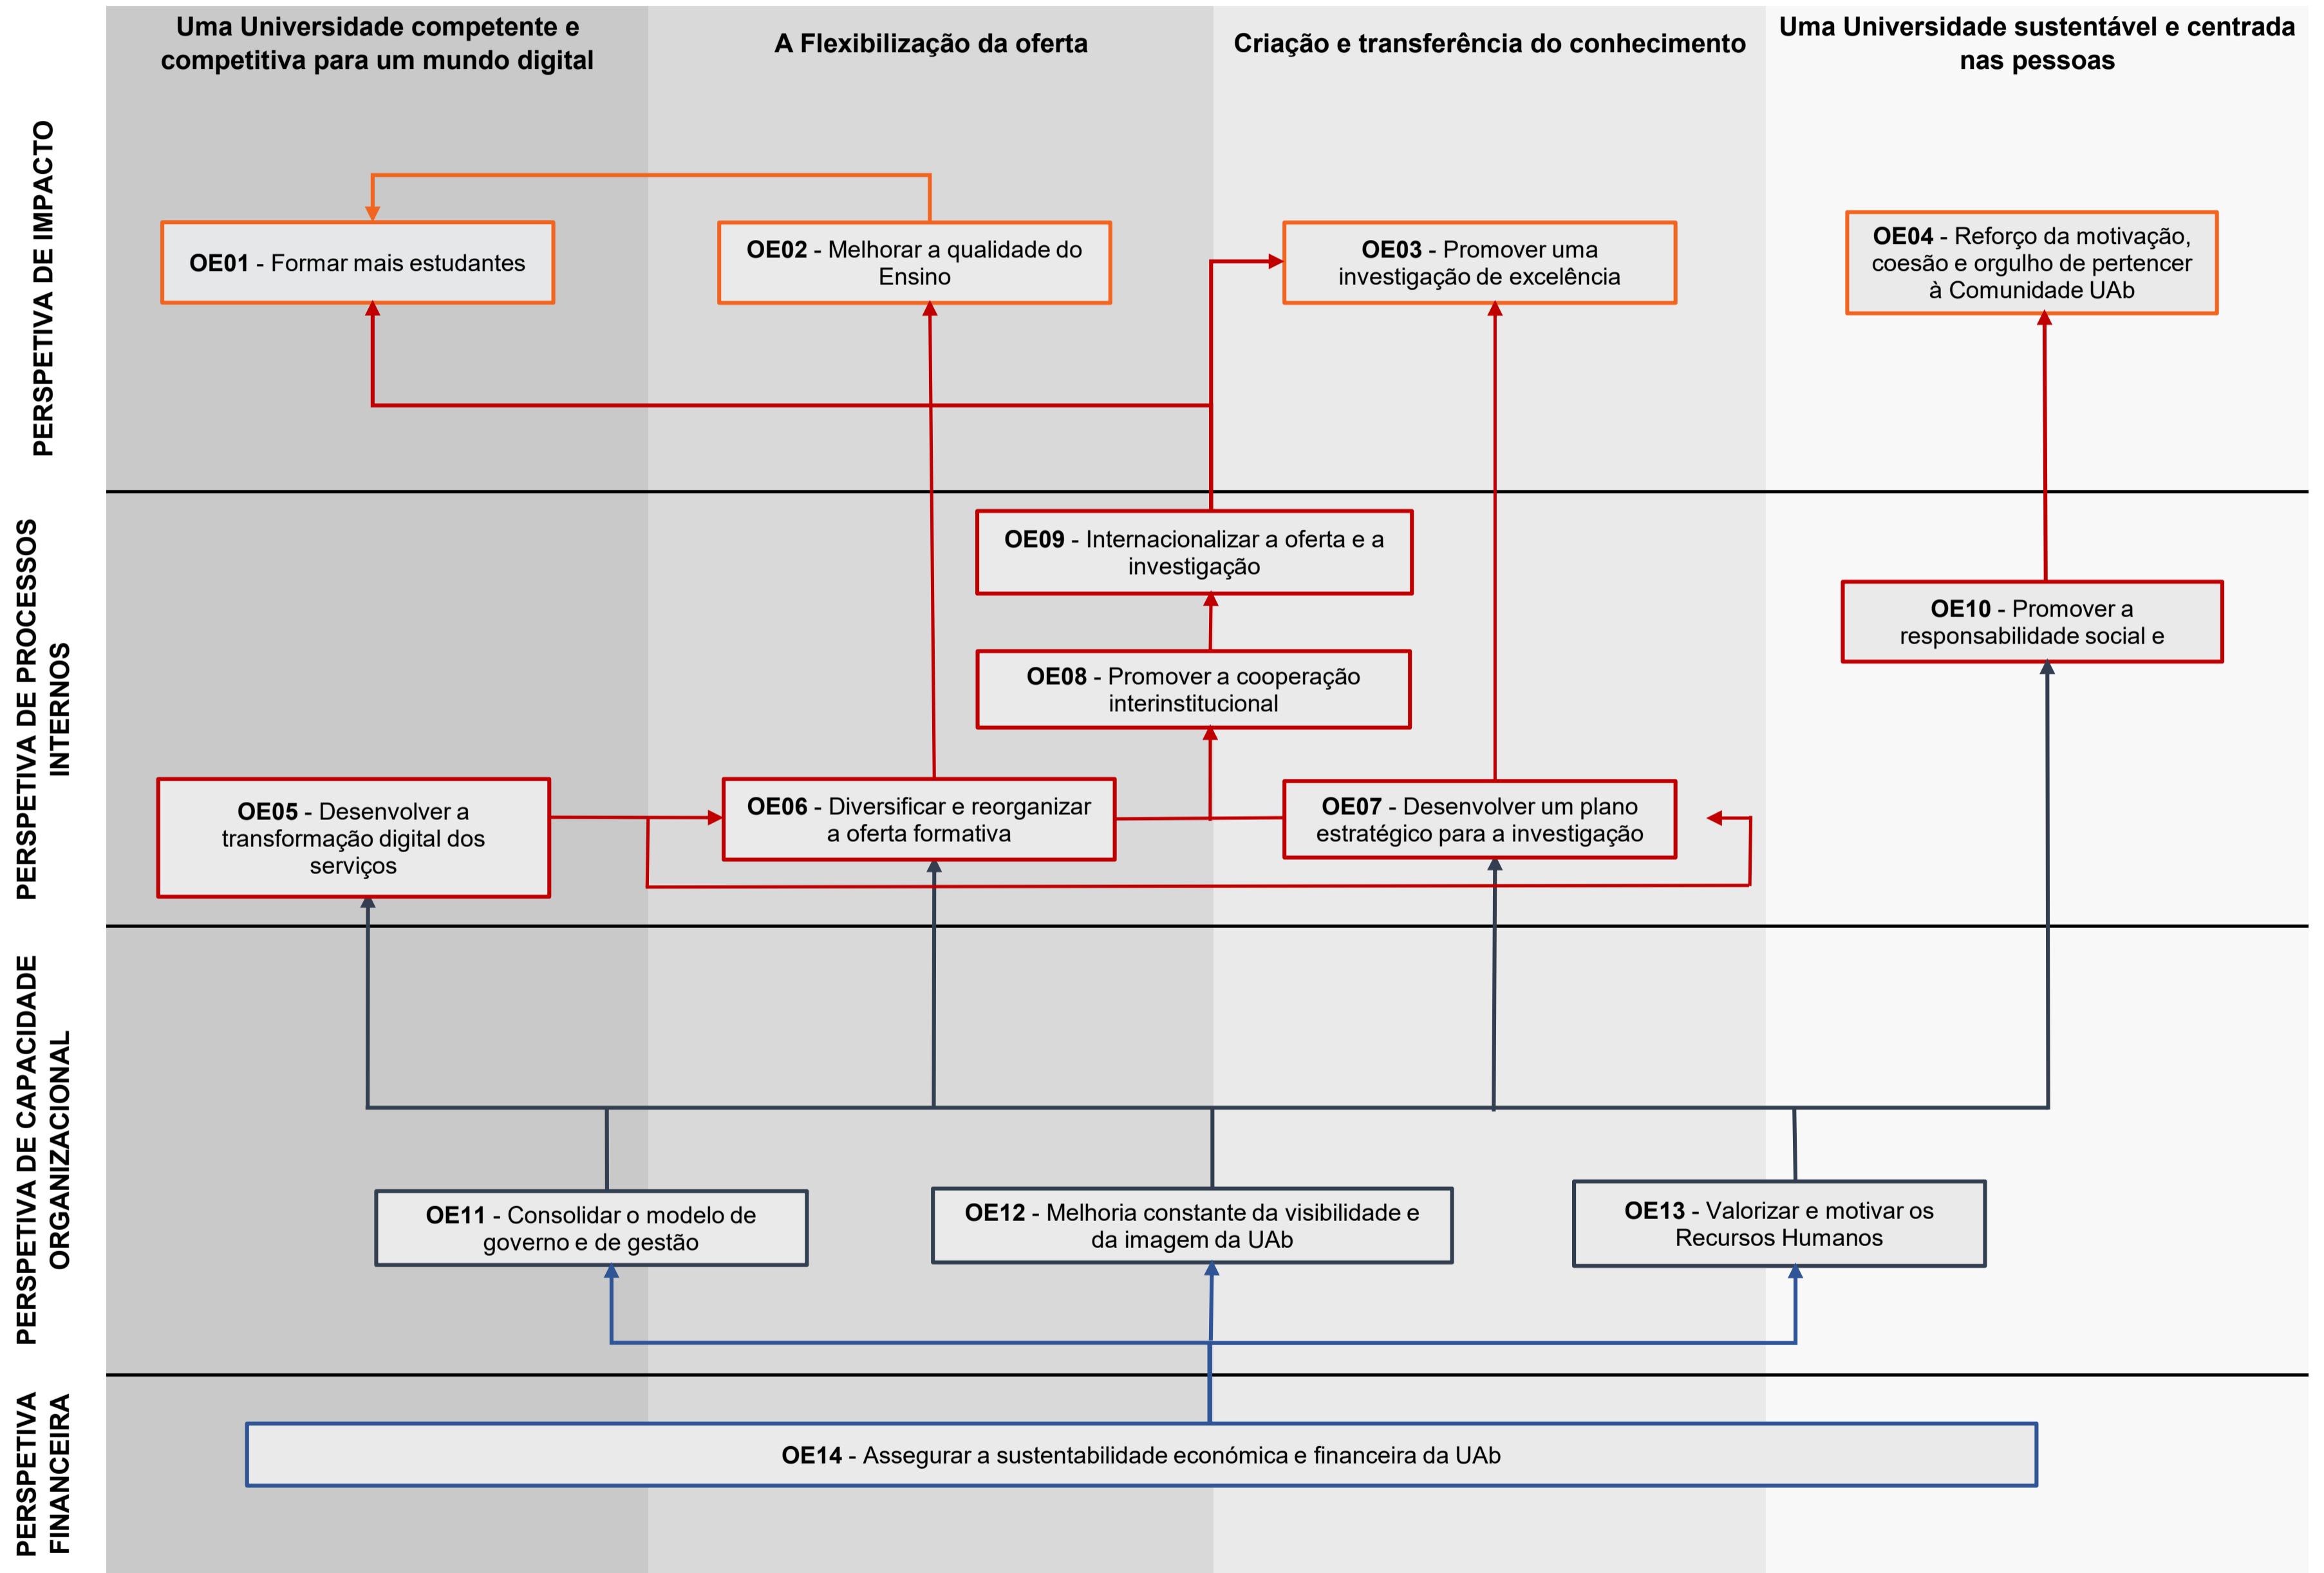 Uma Universidade competente e
competitiva para um mundo digital
A Flexibilização da oferta
Criação e transferência do conhecimento
Uma Universidade sustentável e centrada
nas pessoas
PERSPETIVA DE IMPACTO
OE01 - Formar mais estudantes
OE02 - Melhorar a qualidade do
Ensino
OE03 - Promover uma
investigação de excelência
OE04 - Reforço da motivação,
coesão e orgulho de pertencer
à Comunidade UAb
PERSPETIVA DE PROCESSOS
INTERNOS
OE09 - Internacionalizar a oferta e a
investigação
OE10 - Promover a
responsabilidade social e
OE08 - Promover a cooperação
interinstitucional
OE05 - Desenvolver a
transformação digital dos
serviços
OE06 - Diversificar e reorganizar
a oferta formativa
OE07 - Desenvolver um plano
estratégico para a investigação
PERSPETIVA DE CAPACIDADE
ORGANIZACIONAL
OE11 - Consolidar o modelo de
governo e de gestão
OE12 - Melhoria constante da visibilidade e
da imagem da UAb
OE13 - Valorizar e motivar os
Recursos Humanos
PERSPETIVA
FINANCEIRA
OE14 - Assegurar a sustentabilidade económica e financeira da UAb